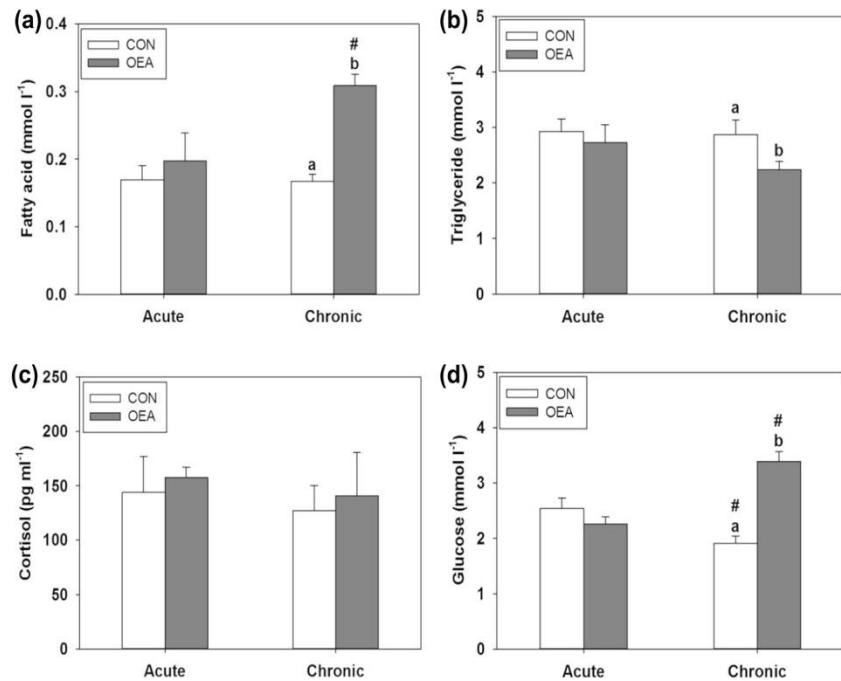 (a)
Fatty acid (mmol l⁻¹)
0.4
0.3
0.2
0.1
0.0
CON
OEA
a
#
b
Acute
Chronic
(b)
Triglyceride (mmol l⁻¹)
5
4
3
2
1
0
CON
OEA
a
b
Acute
Chronic
(c)
Cortisol (pg ml⁻¹)
250
200
150
100
50
0
CON
OEA
Acute
Chronic
(d)
Glucose (mmol l⁻¹)
5
4
3
2
1
0
CON
OEA
#
a
#
b
Acute
Chronic